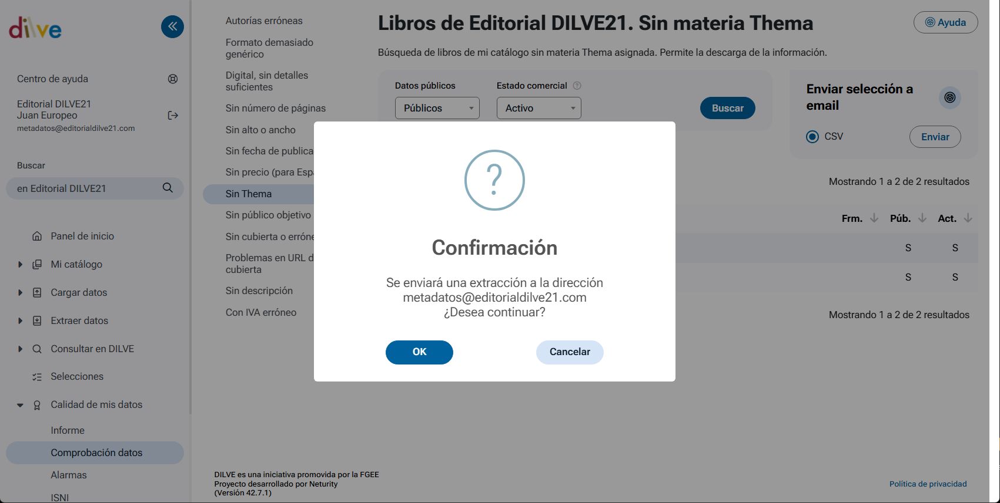 dilve
Centro de ayuda
Editorial DILVE21
Juan Europeo
metadatos@editorialdilve21.com
Buscar
en Editorial DILVE21
Panel de inicio
Mi catálogo
Cargar datos
Extraer datos
Consultar en DILVE
Selecciones
Calidad de mis datos
Informe
Comprobación datos
Alarmas
ISNI
Autorías erróneas
Formato demasiado
genérico
Digital, sin detalles
suficientes
Sin número de páginas
Sin alto o ancho
Sin fecha de publica
Sin precio (para Esp
Sin Thema
Sin público objetivo
Sin cubierta o erróne
Problemas en URL d
cubierta
Sin descripción
Con IVA erróneo
Libros de Editorial DILVE21. Sin materia Thema
Ayuda
Búsqueda de libros de mi catálogo sin materia Thema asignada. Permite la descarga de la información.
Datos públicos
Estado comercial ?
Públicos
Activo
Buscar
Enviar selección a
email
CSV
Enviar
Mostrando 1 a 2 de 2 resultados
Frm. Púb. Act.
S S
S S
Mostrando 1 a 2 de 2 resultados
?
Confirmación
Se enviará una extracción a la dirección
metadatos@editorialdilve21.com
¿Desea continuar?
OK
Cancelar
DILVE es una iniciativa promovida por la FGEE
Proyecto desarrollado por Neturity
(Versión 42.7.1)
Política de privacidad